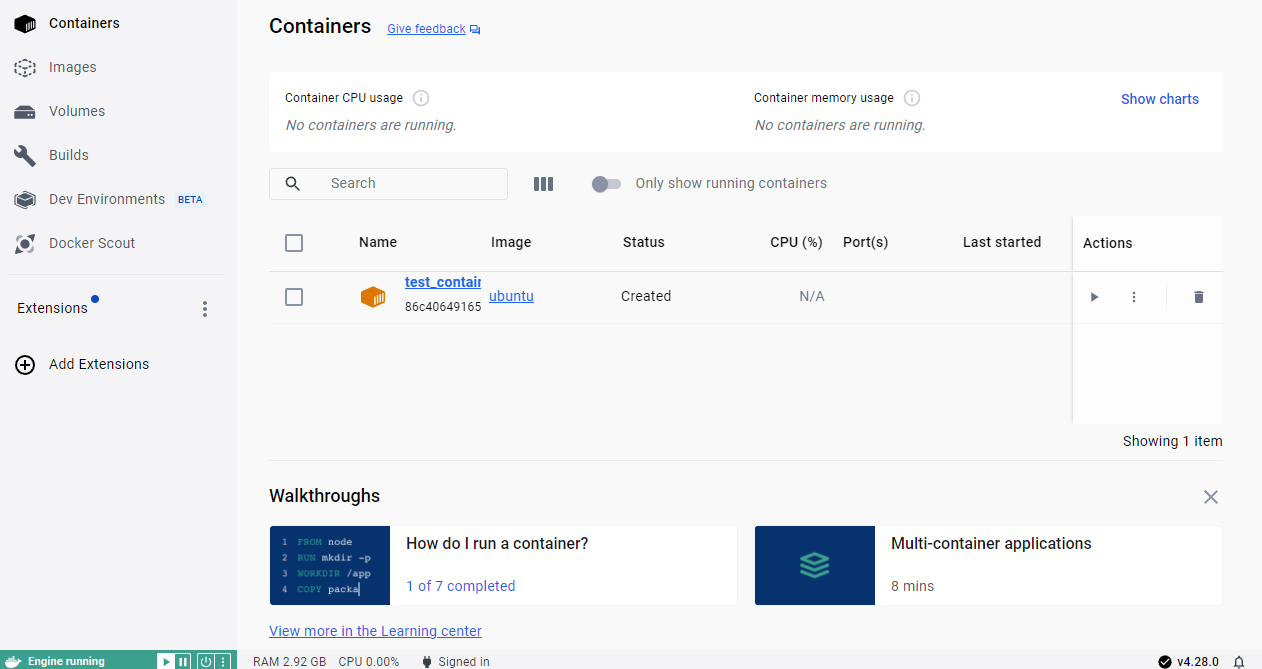 Containers
Images
Volumes
Builds
Dev Environments BETA
Docker Scout
Extensions
Add Extensions
Containers Give feedback
Container CPU usage
No containers are running.
Container memory usage
No containers are running.
Show charts
Search
Only show running containers
Name Image Status CPU (%) Port(s) Last started Actions
test_contair
86c40649165
ubuntu Created N/A
Showing 1 item
Walkthroughs
1 FROM node
2 RUN mkdir -p
3 WORKDIR /app
4 COPY packa
How do I run a container?
1 of 7 completed
Multi-container applications
8 mins
View more in the Learning center
Engine running RAM 2.92 GB CPU 0.00% Signed in v4.28.0